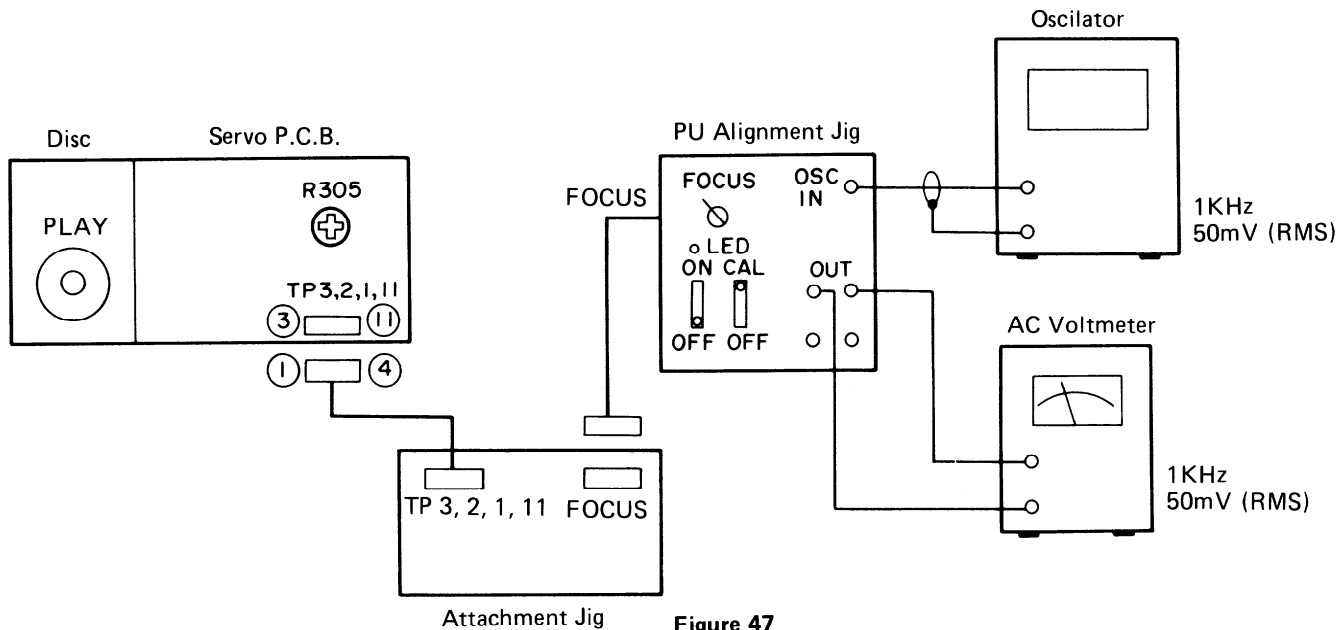 Oscilator
1KHz
50mV (RMS)
Disc
Servo P.C.B.
R305
PLAY
TP3,2,1,11
3
11
1
4
FOCUS
PU Alignment Jig
FOCUS
OSC
IN
LED
ON CAL
OUT
OFF OFF
AC Voltmeter
1KHz
50mV (RMS)
TP 3, 2, 1, 11
FOCUS
Attachment Jig
Figure 47